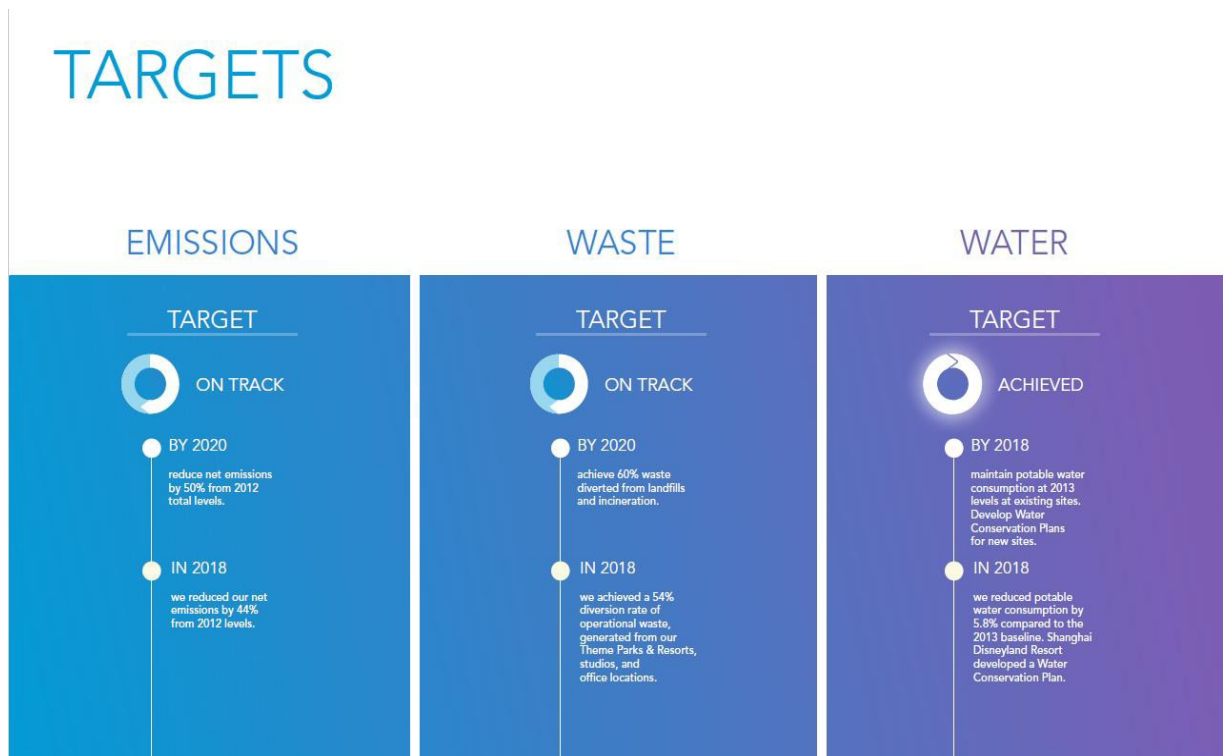 TARGETS
EMISSIONS
TARGET
ON TRACK
BY 2020
reduce net emissions
by 50% from 2012
total levels.
IN 2018
we reduced our net
emissions by 44%
from 2012 levels.
WASTE
TARGET
ON TRACK
BY 2020
achieve 60% waste
diverted from landfills
and incineration.
IN 2018
we achieved a 54%
diversion rate of
operational waste,
generated from our
Theme Parks & Resorts,
studios, and
office locations.
WATER
TARGET
ACHIEVED
BY 2018
maintain potable water
consumption at 2013
levels at existing sites.
Develop Water
Conservation Plans
for new sites.
IN 2018
we reduced potable
water consumption by
5.8% compared to the
2013 baseline. Shanghai
Disneyland Resort
developed a Water
Conservation Plan.